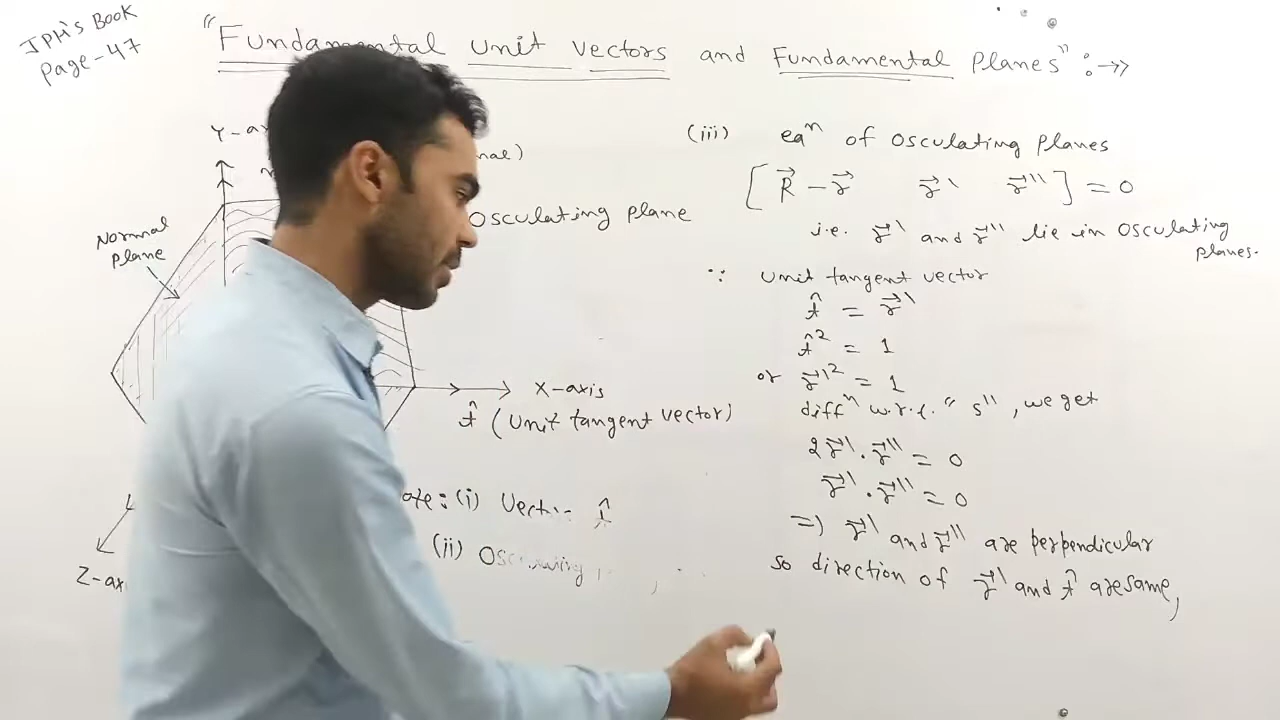 JPH's Book
Page-47
"Fundamental unit vectors and Fundamental Planes" :→
Y-a
nal)
Osculating plane
Normal
plane
X-axis
t̂ (Unit tangent vector)
Z-ax
ote: (i) Vect t̂
(ii)
(iii) eqⁿ of osculating planes
[R⃗ - r⃗ r⃗' r⃗''] = 0
i.e. r⃗' and r⃗'' lie in osculating
planes.
∵ unit tangent vector
t̂ = r⃗'
t̂² = 1
or r⃗'² = 1
diffⁿ w.r.t. "s", we get
2r⃗'. r⃗'' = 0
r⃗' . r⃗'' = 0
=) r⃗' and r⃗'' are perpendicular
so direction of r⃗' and t̂ are same,